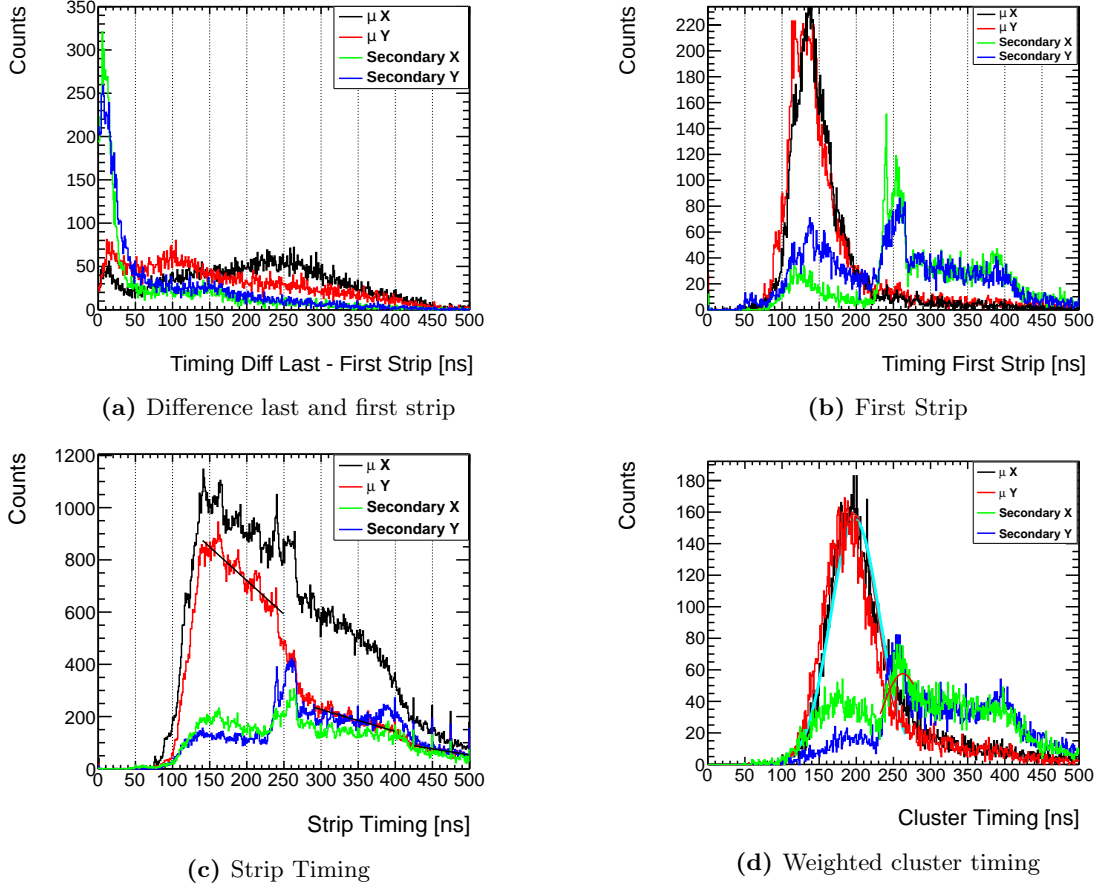 Counts
350
300
250
200
150
100
50
0
μ X
μ Y
Secondary X
Secondary Y
0 50 100 150 200 250 300 350 400 450 500
Timing Diff Last - First Strip [ns]
(a) Difference last and first strip
Counts
220
200
180
160
140
120
100
80
60
40
20
0
μ X
μ Y
Secondary X
Secondary Y
0 50 100 150 200 250 300 350 400 450 500
Timing First Strip [ns]
(b) First Strip
Counts
1200
1000
800
600
400
200
0
μ X
μ Y
Secondary X
Secondary Y
0 50 100 150 200 250 300 350 400 450 500
Strip Timing [ns]
(c) Strip Timing
Counts
180
160
140
120
100
80
60
40
20
0
μ X
μ Y
Secondary X
Secondary Y
0 50 100 150 200 250 300 350 400 450 500
Cluster Timing [ns]
(d) Weighted cluster timing